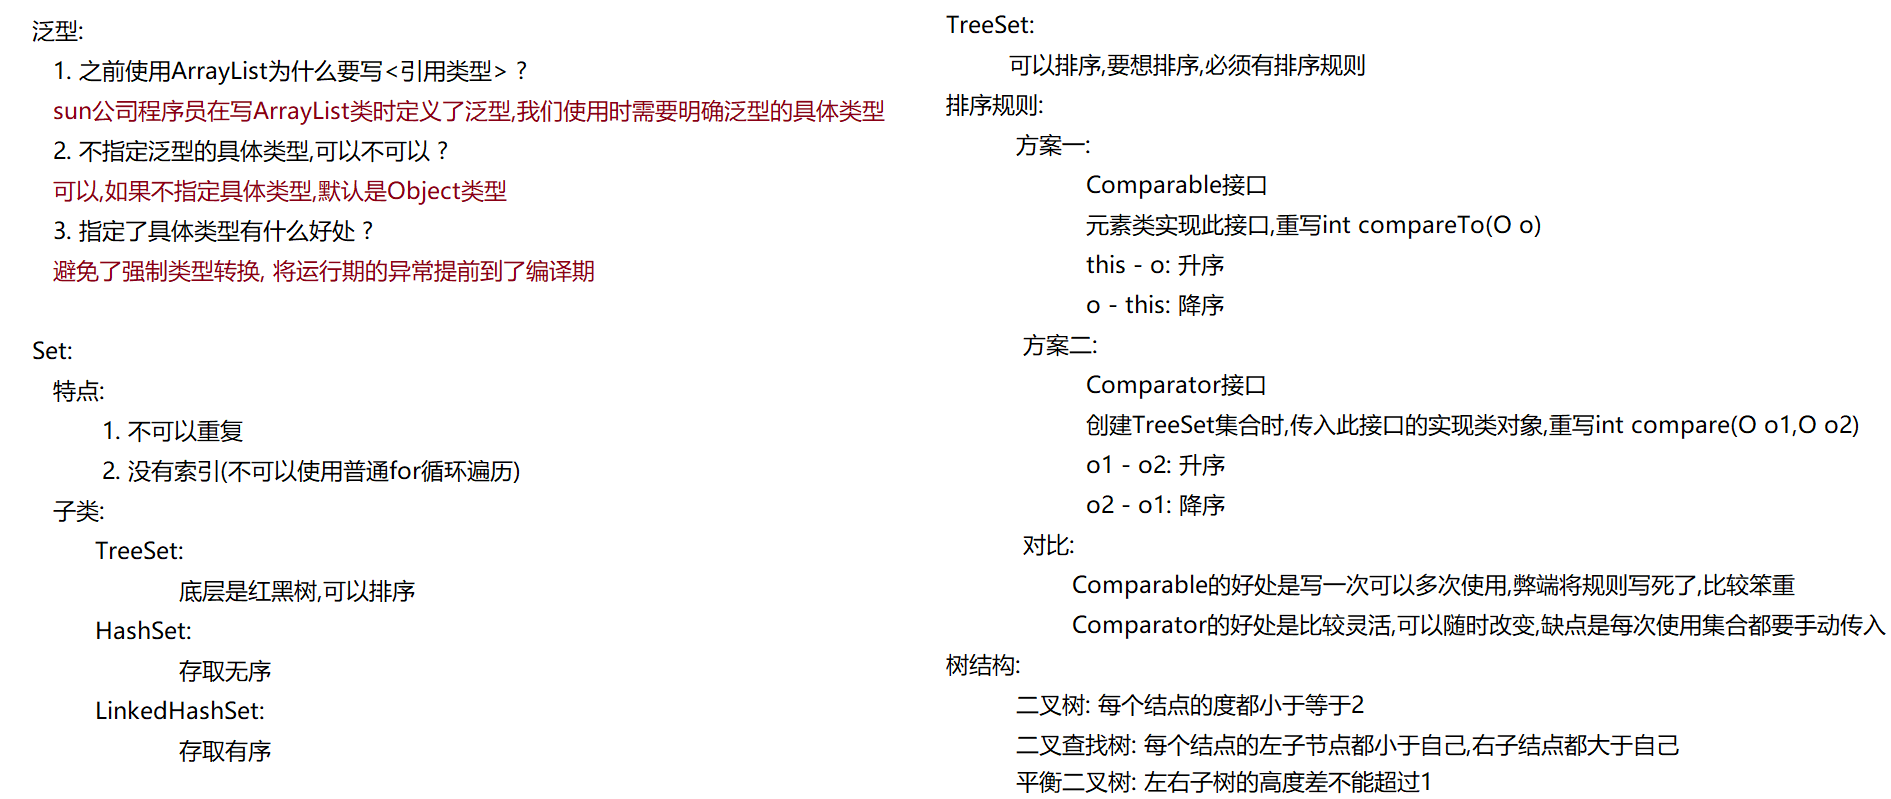 泛型:
1. 之前使用ArrayList为什么要写<引用类型> ?
sun公司程序员在写ArrayList类时定义了泛型,我们使用时需要明确泛型的具体类型
2. 不指定泛型的具体类型,可以不可以 ?
可以,如果不指定具体类型,默认是Object类型
3. 指定了具体类型有什么好处 ?
避免了强制类型转换, 将运行期的异常提前到了编译期
Set:
特点:
1. 不可以重复
2. 没有索引(不可以使用普通for循环遍历)
子类:
TreeSet:
底层是红黑树,可以排序
HashSet:
存取无序
LinkedHashSet:
存取有序
TreeSet:
可以排序,要想排序,必须有排序规则
排序规则:
方案一:
Comparable接口
元素类实现此接口,重写int compareTo(O o)
this - o: 升序
o - this: 降序
方案二:
Comparator接口
创建TreeSet集合时,传入此接口的实现类对象,重写int compare(O o1,O o2)
o1 - o2: 升序
o2 - o1: 降序
对比:
Comparable的好处是写一次可以多次使用,弊端将规则写死了,比较笨重
Comparator的好处是比较灵活,可以随时改变,缺点是每次使用集合都要手动传入
树结构:
二叉树: 每个结点的度都小于等于2
二叉查找树: 每个结点的左子节点都小于自己,右子结点都大于自己
平衡二叉树: 左右子树的高度差不能超过1